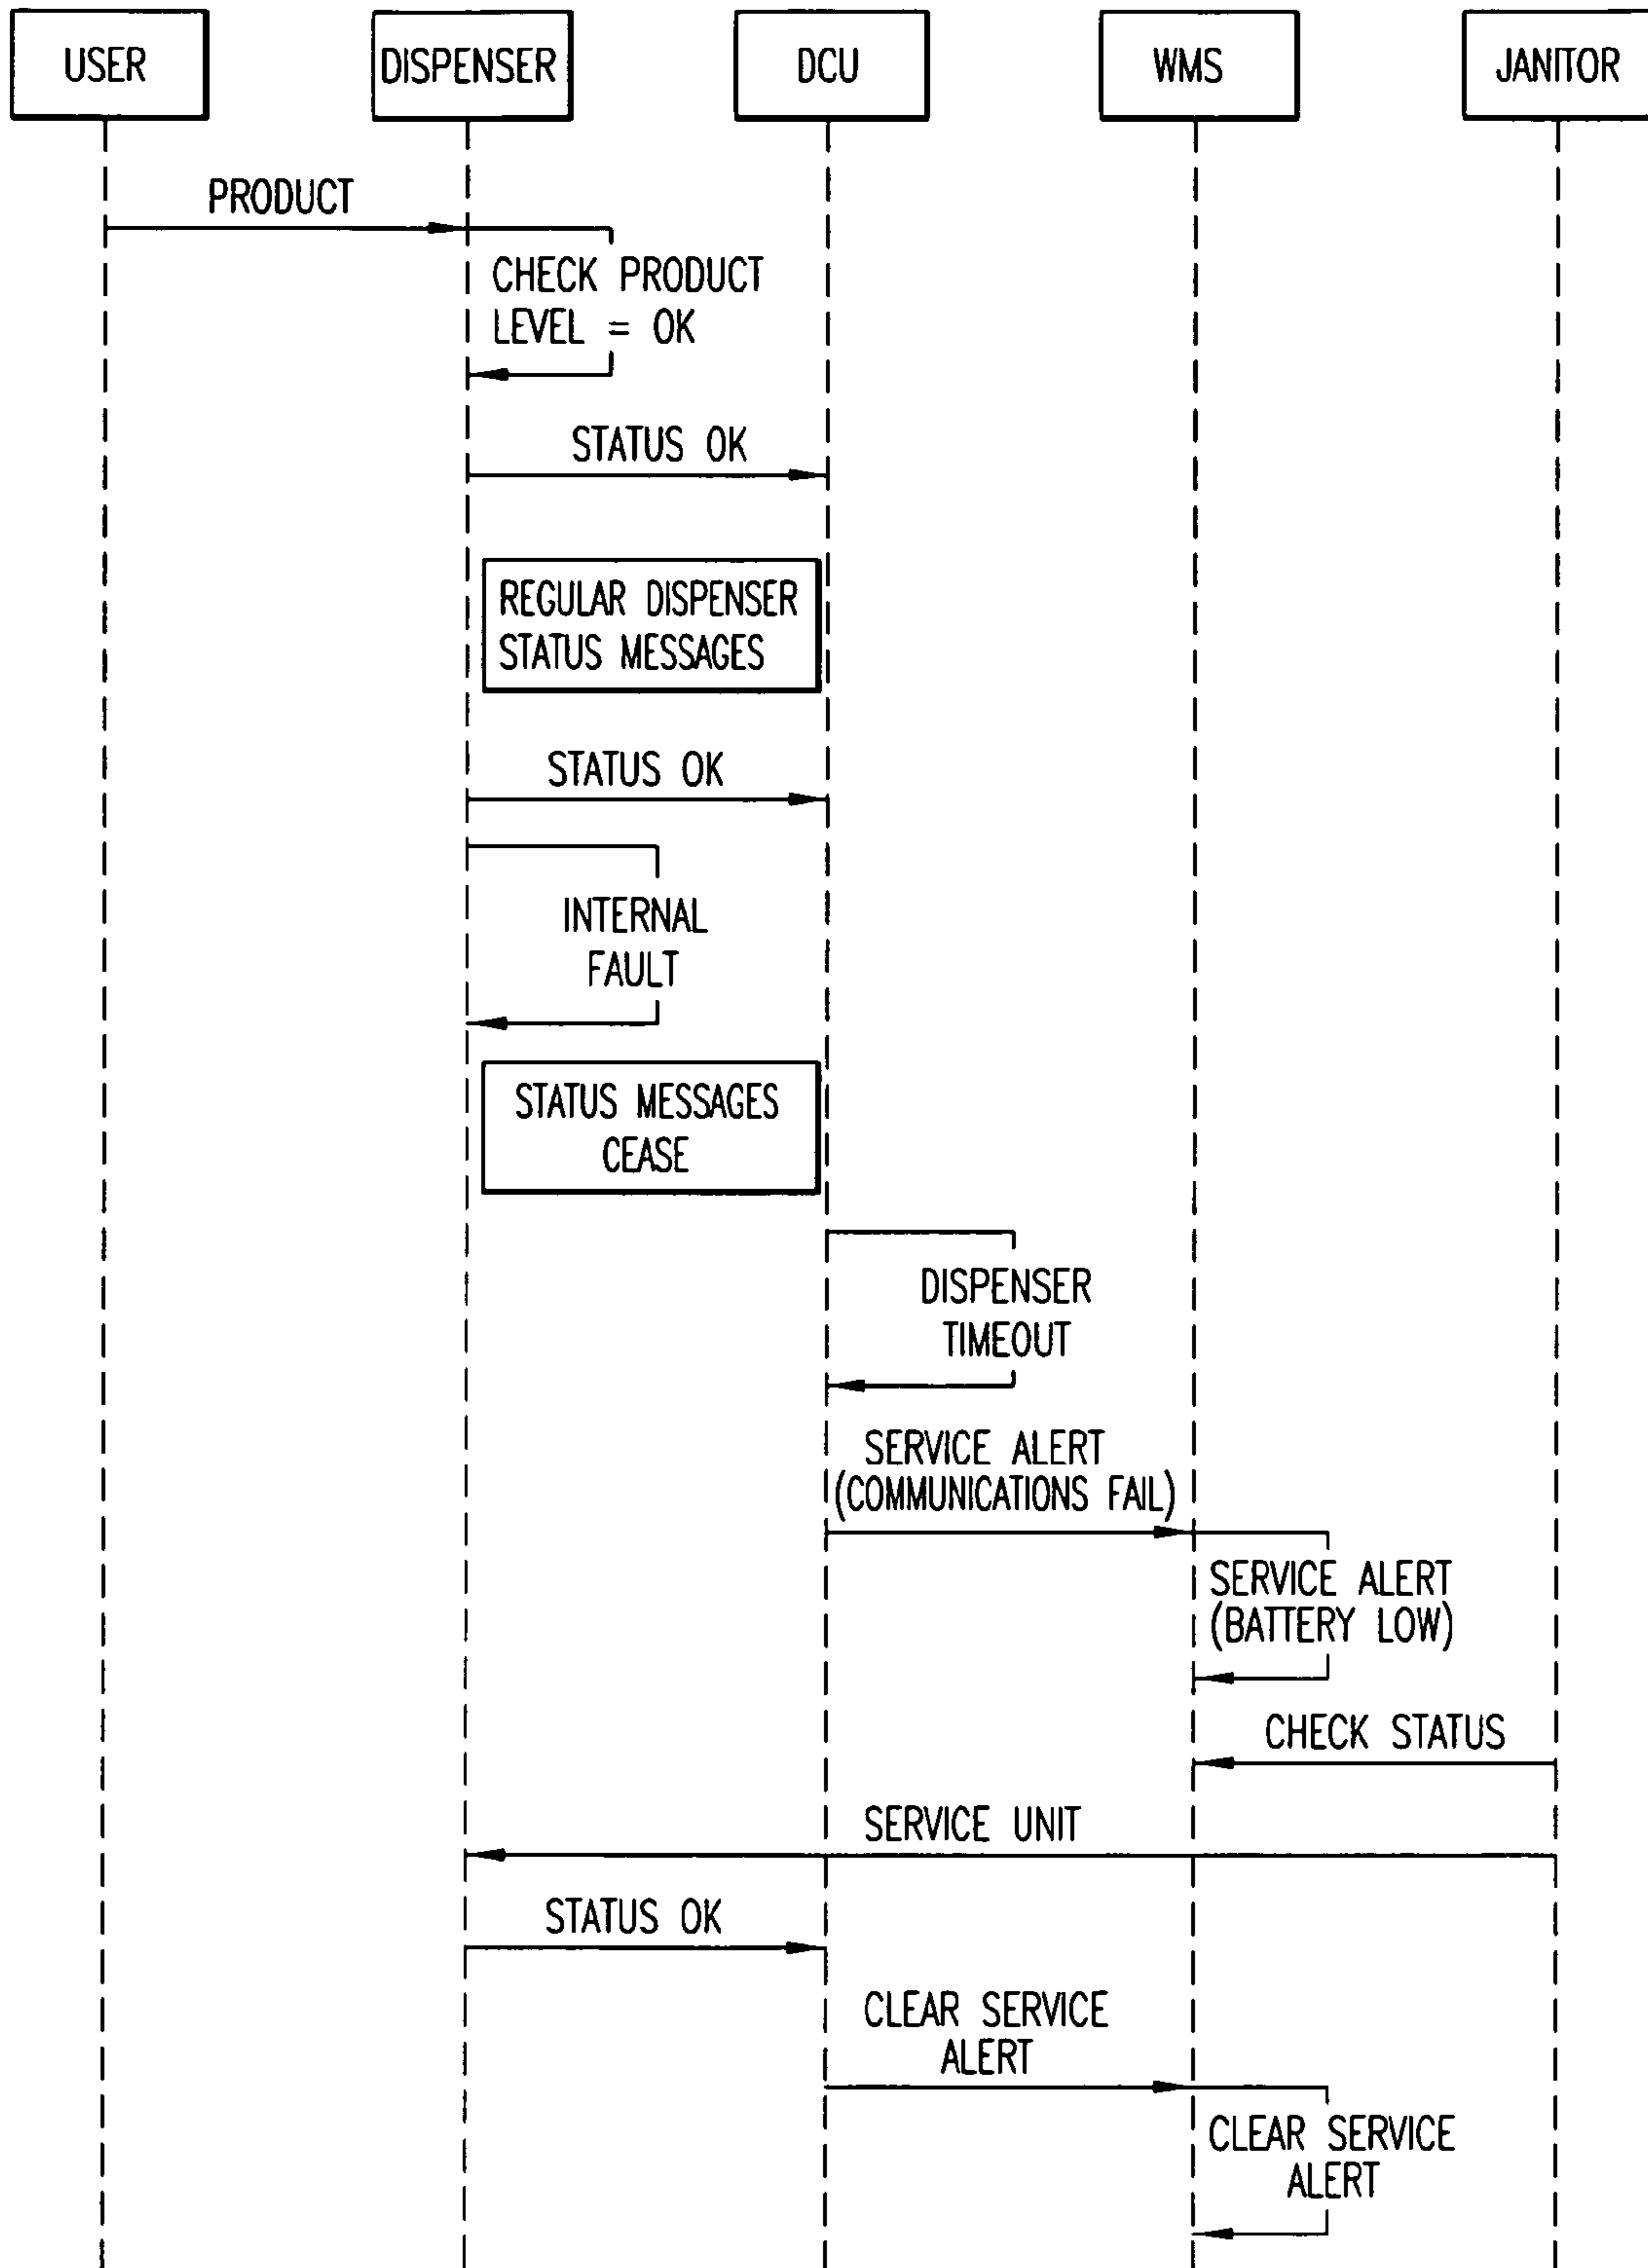 USER
DISPENSER
DCU
WMS
JANITOR
PRODUCT
CHECK PRODUCT
LEVEL = OK
STATUS OK
REGULAR DISPENSER
STATUS MESSAGES
STATUS OK
INTERNAL
FAULT
STATUS MESSAGES
CEASE
DISPENSER
TIMEOUT
SERVICE ALERT
(COMMUNICATIONS FAIL)
SERVICE ALERT
(BATTERY LOW)
CHECK STATUS
SERVICE UNIT
STATUS OK
CLEAR SERVICE
ALERT
CLEAR SERVICE
ALERT